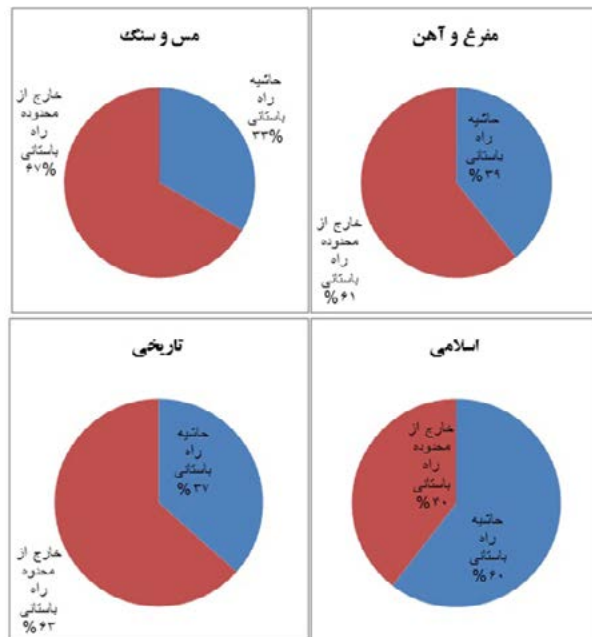 مفرغ و آهن
حاشیه
راه
باستانی
%۳۹
خارج از
محدوده
راه
باستانی
%۶۱
مس و سنگ
حاشیه
راه
باستانی
۳۳%
خارج از
محدوده
راه
باستانی
۶۷%
اسلامی
خارج از
محدوده
راه
باستانی
%۴۰
حاشیه
راه
باستانی
%۶۰
تاریخی
حاشیه
راه
باستانی
%۳۷
خارج از
محدوه
راه
باستانی
%۶۳